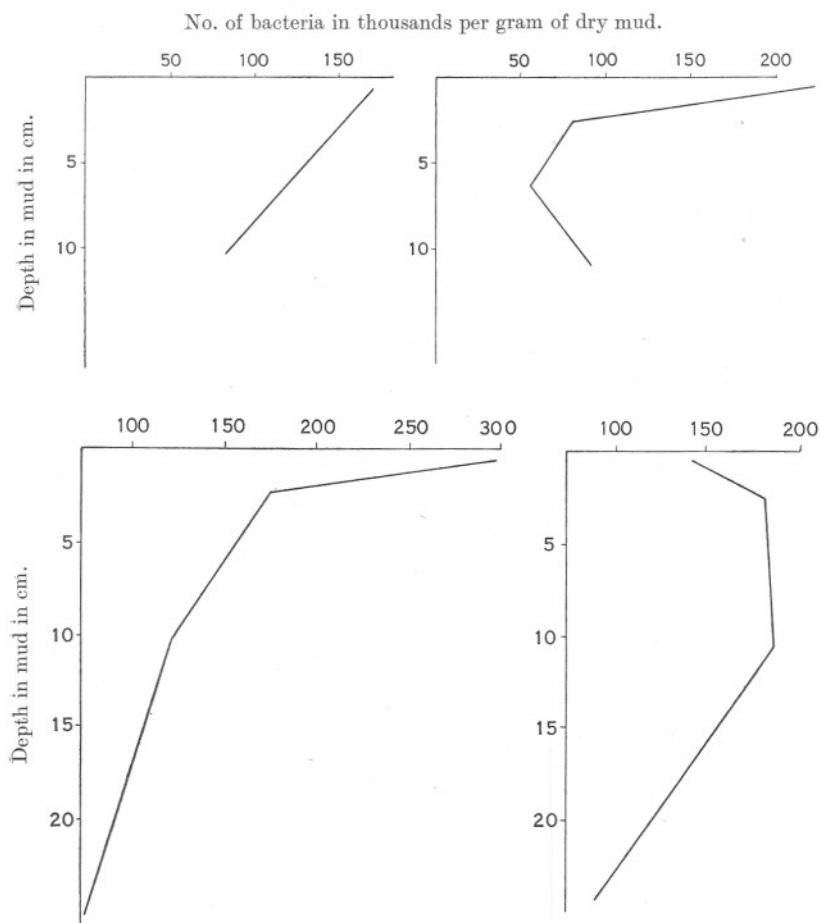 No. of bacteria in thousands per gram of dry mud.
50 100 150
50 100 150 200
Depth in mud in cm.
5
10
5
10
100 150 200 250 300
100 150 200
Depth in mud in cm.
5
10
15
20
5
10
15
20